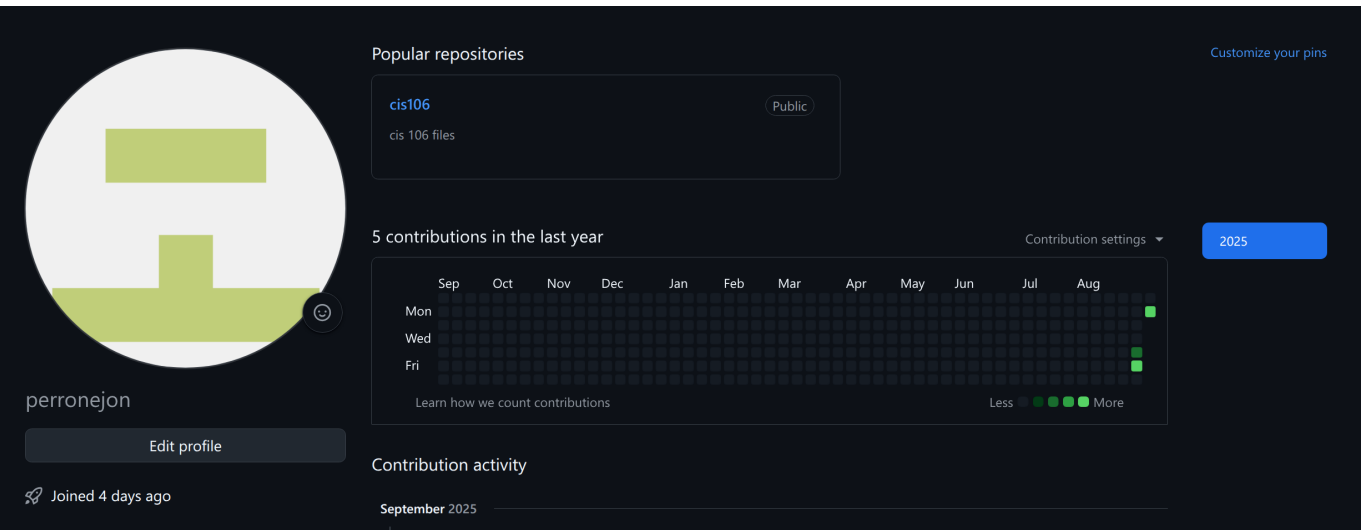 Popular repositories
Customize your pins
cis106
Public
cis 106 files
5 contributions in the last year
Contribution settings
2025
Sep Oct Nov Dec Jan Feb Mar Apr May Jun Jul Aug
Mon
Wed
Fri
Learn how we count contributions
Less More
perronejon
Edit profile
Joined 4 days ago
Contribution activity
September 2025